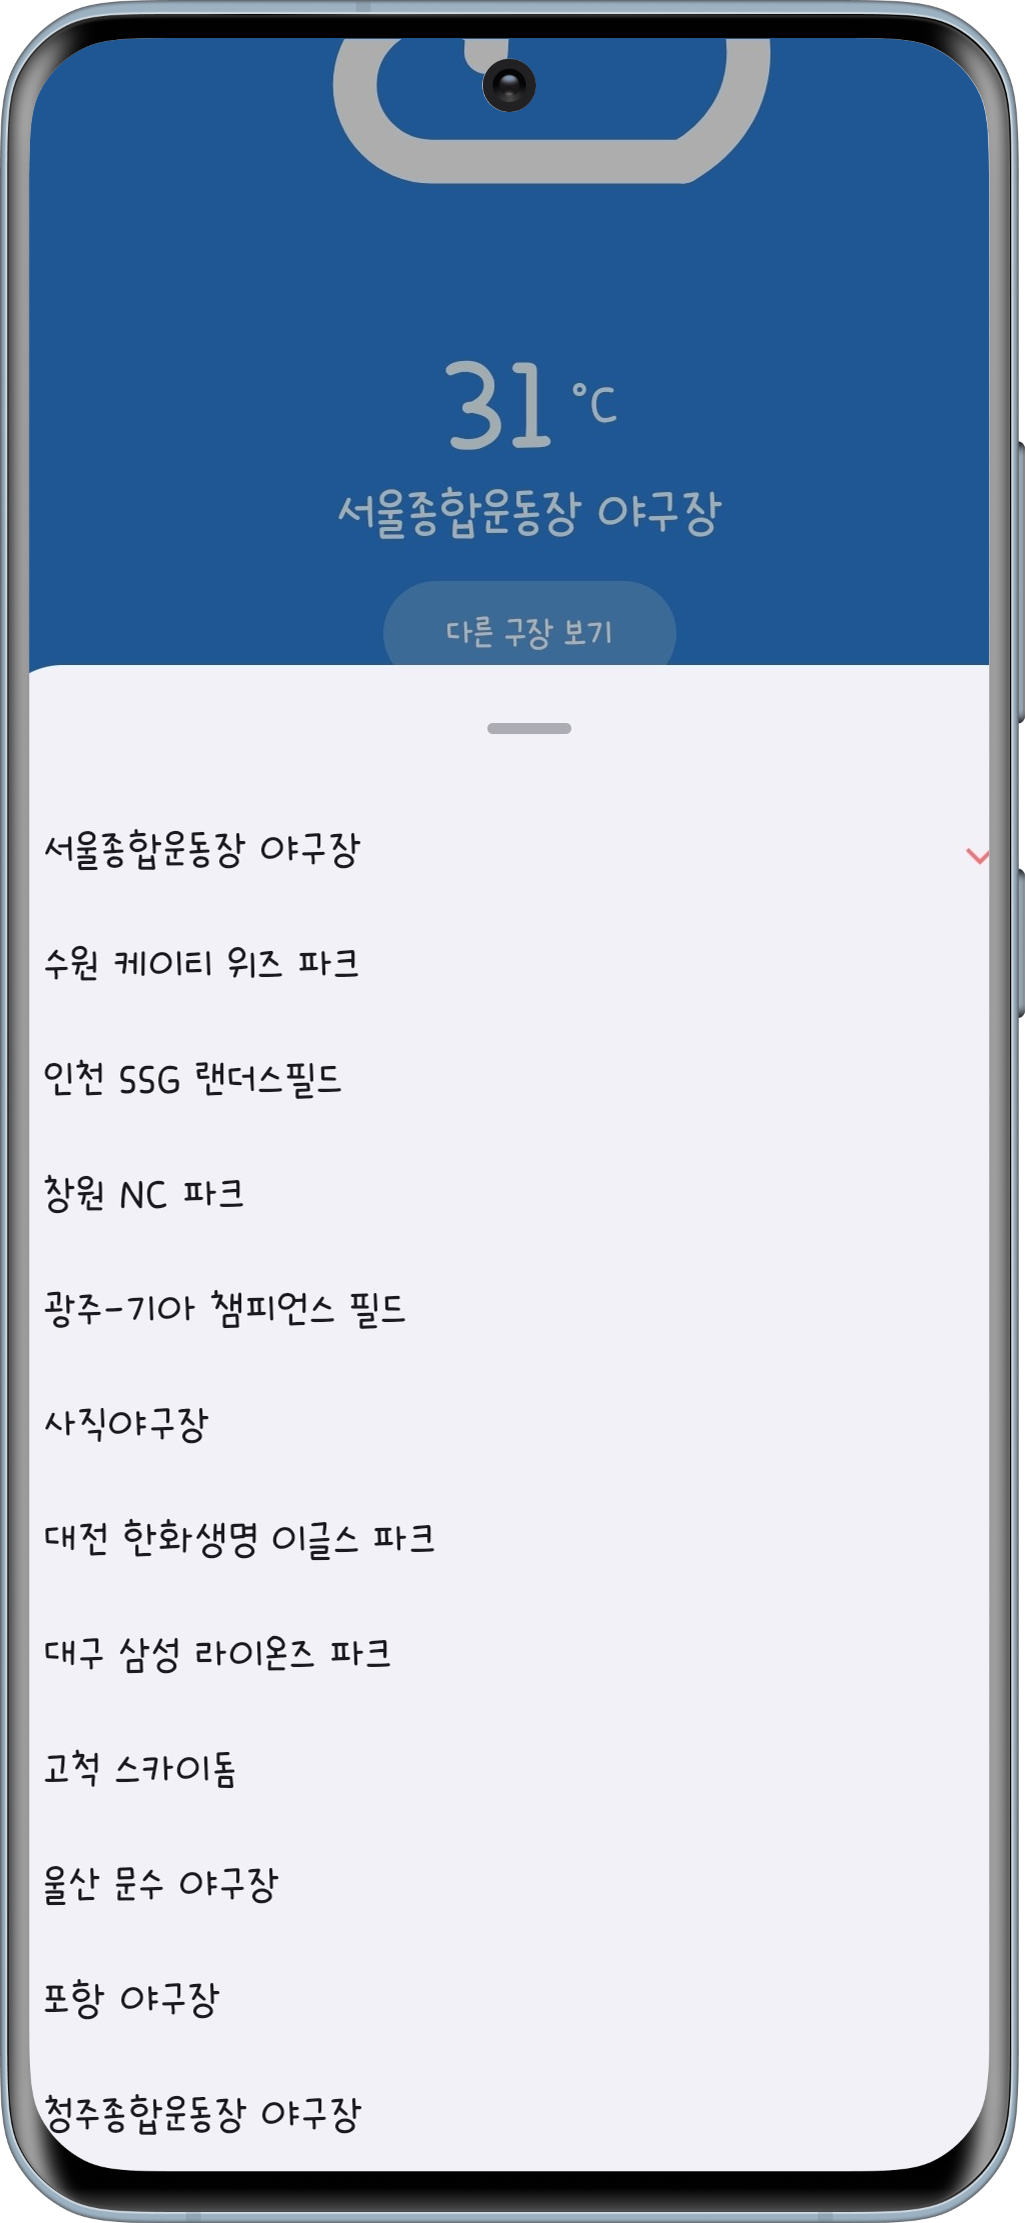 31 °C
서울종합운동장 야구장
다른 구장 보기
서울종합운동장 야구장
수원 케이티 위즈 파크
인천 SSG 랜더스필드
창원 NC 파크
광주-기아 챔피언스 필드
사직야구장
대전 한화생명 이글스 파크
대구 삼성 라이온즈 파크
고척 스카이돔
울산 문수 야구장
포항 야구장
청주종합운동장 야구장